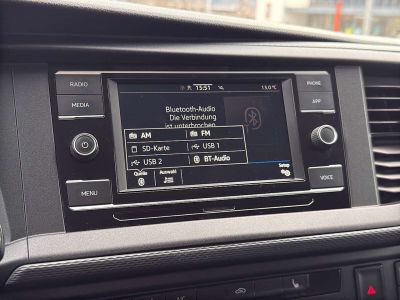 RADIO
MEDIA
MENU
13:51
13.0°C
Bluetooth-Audio
Die Verbindung
ist unterbrochen
AM
FM
SD-Karte
USB 1
USB 2
BT-Audio
Quelle
Auswahl
Setup
PHONE
APP
VOICE